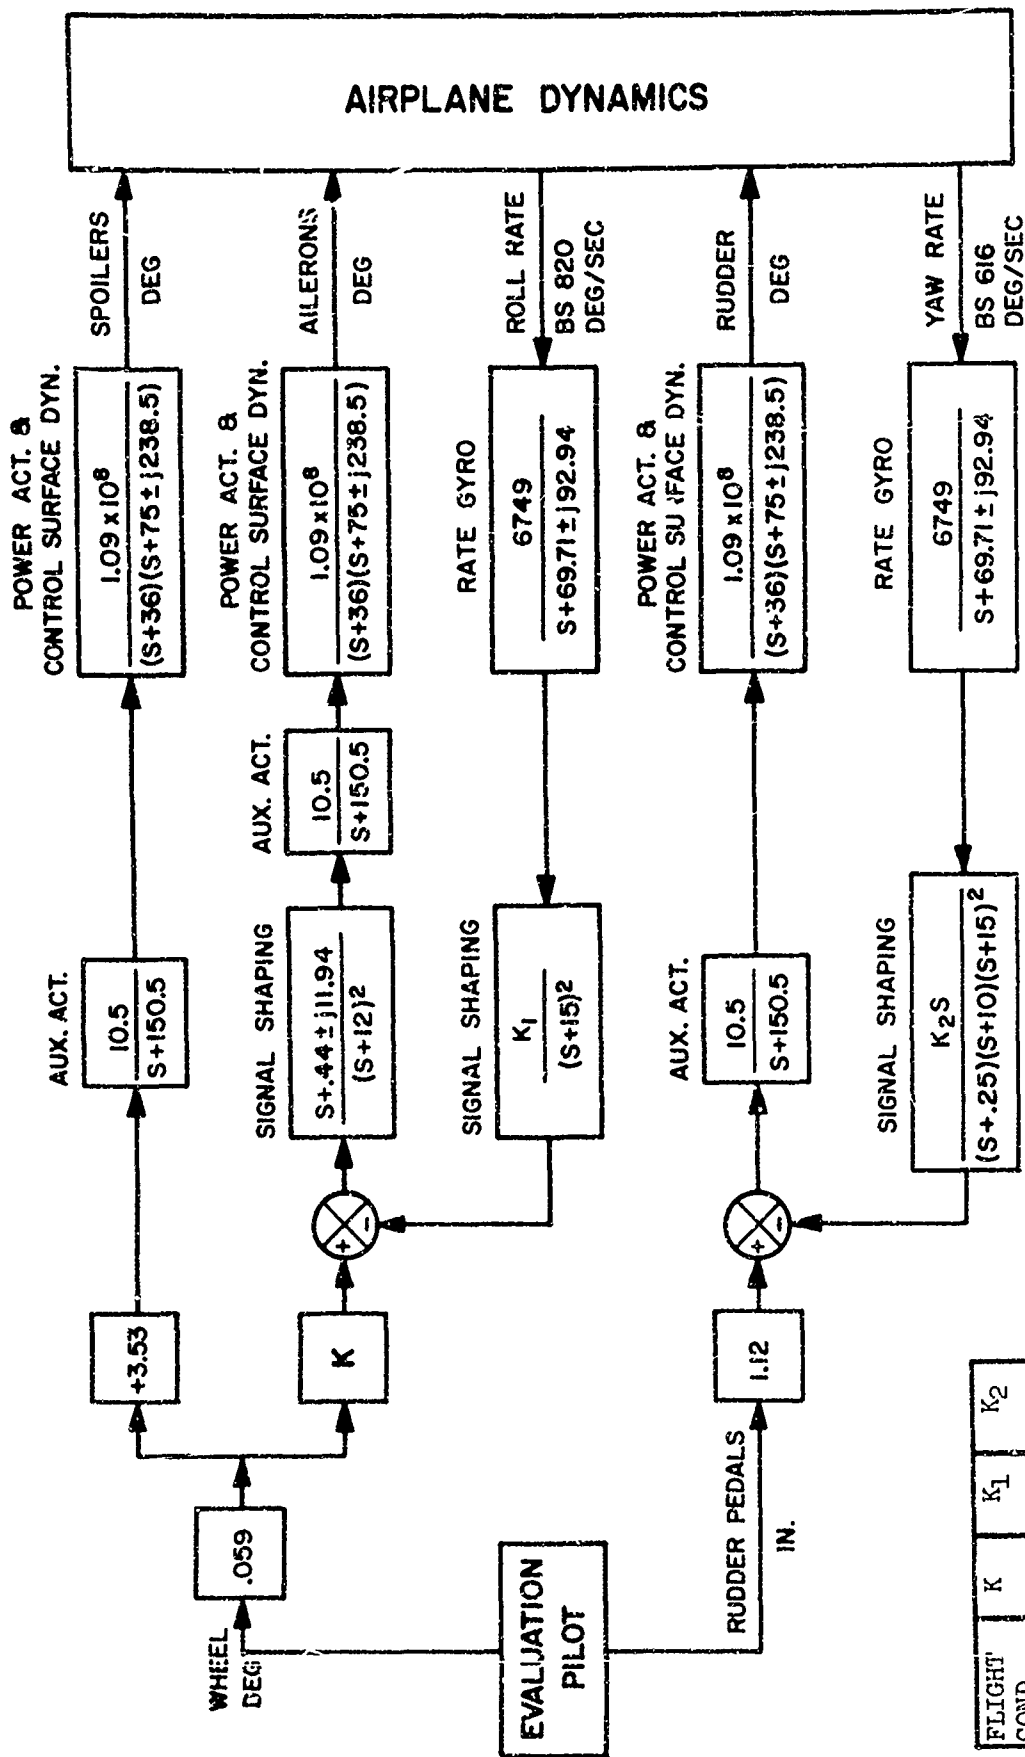 EVALUATION
PILOT
WHEEL
DEG
.059
+3.53
AUX. ACT.
10.5
S+150.5
POWER ACT. &
CONTROL SURFACE DYN.
1.09 x 10⁸
(S+36)(S+75±j238.5)
SPOILERS
DEG
K
+
-
SIGNAL SHAPING
S+.44±j11.94
(S+12)²
AUX. ACT.
10.5
S+150.5
POWER ACT. &
CONTROL SURFACE DYN.
1.09 x 10⁸
(S+36)(S+75±j238.5)
AILERONS
DEG
SIGNAL SHAPING
K₁
(S+15)²
RATE GYRO
6749
S+69.71±j92.94
ROLL RATE
BS 820
DEG/SEC
RUDDER PEDALS
IN.
1.12
+
-
AUX. ACT.
10.5
S+150.5
POWER ACT. &
CONTROL SURFACE DYN.
1.09 x 10⁸
(S+36)(S+75±j238.5)
RUDDER
DEG
SIGNAL SHAPING
K₂S
(S+.25)(S+10)(S+15)²
RATE GYRO
6749
S+69.71±j92.94
YAW RATE
BS 616
DEG/SEC
AIRPLANE DYNAMICS
FLIGHT K K₁ K₂
COND